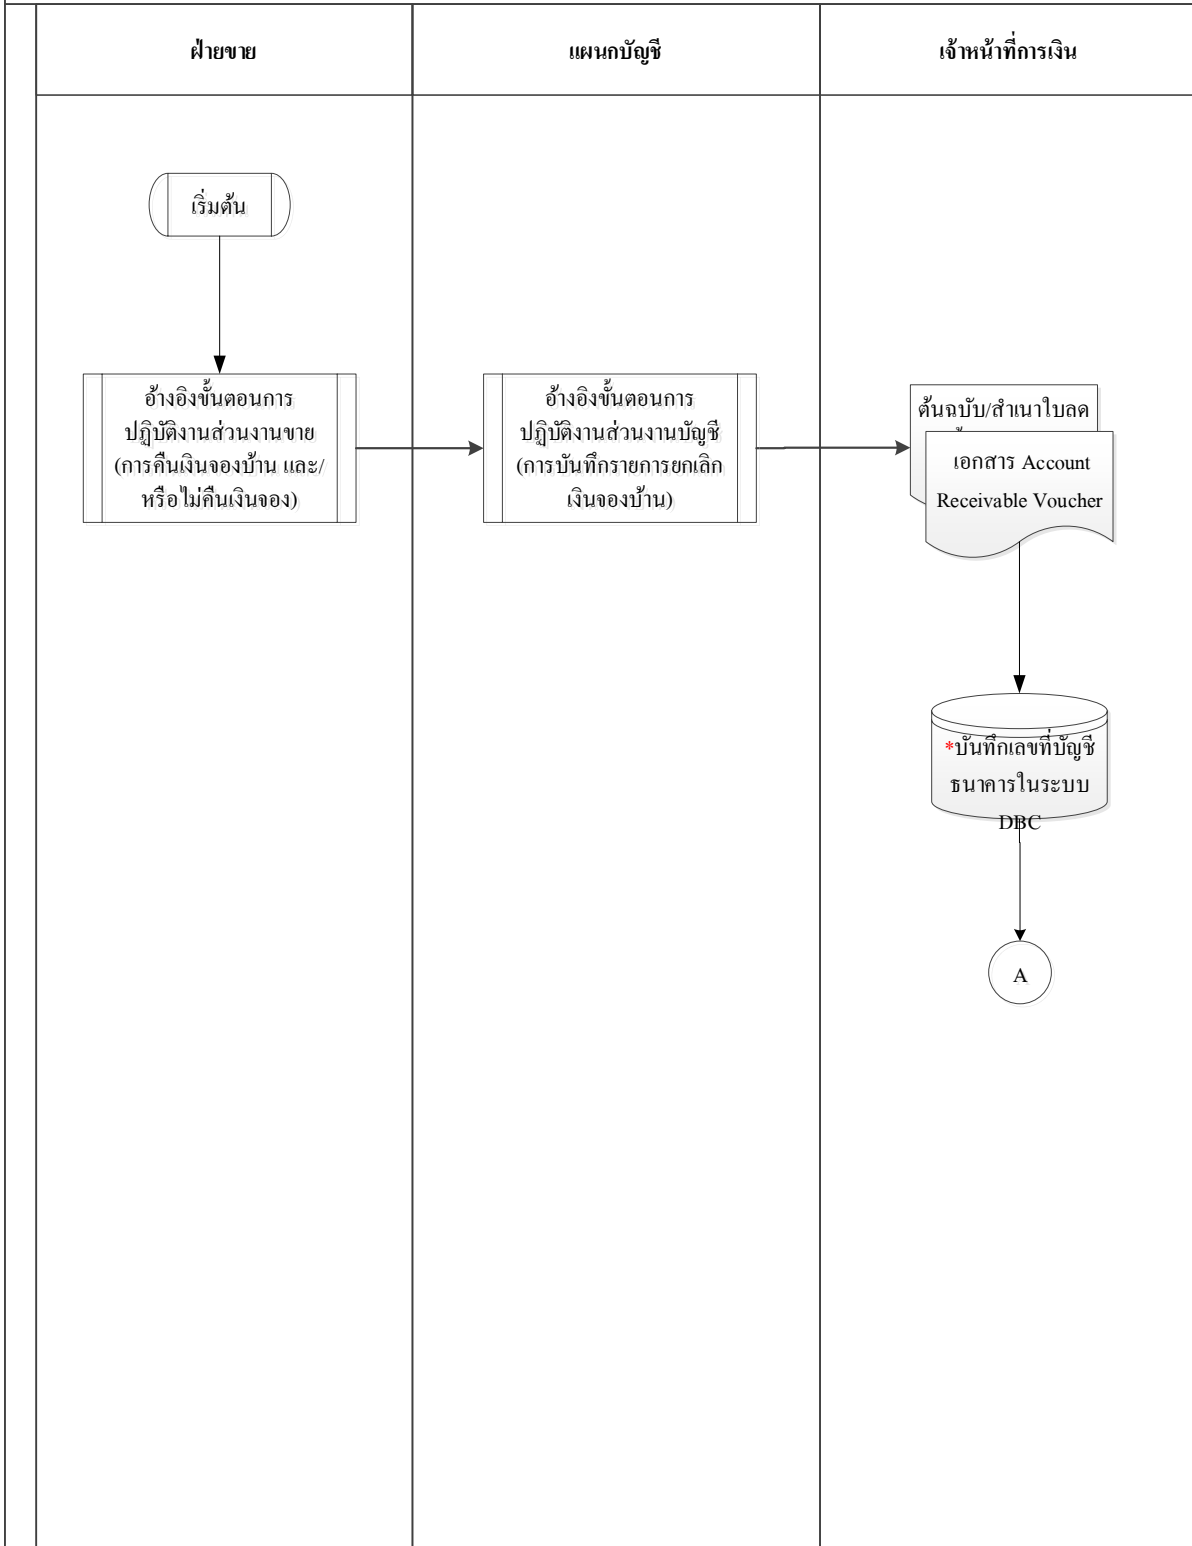 ฝ่ายขาย
แผนกบัญชี
เจ้าหน้าที่การเงิน
เริ่มต้น
อ้างอิงขั้นตอนการ
ปฏิบัติงานส่วนงานขาย
(การคืนเงินจองบ้าน และ/
หรือไม่คืนเงินจอง)
อ้างอิงขั้นตอนการ
ปฏิบัติงานส่วนงานบัญชี
(การบันทึกรายการยกเลิก
เงินจองบ้าน)
ต้นฉบับ/สำเนาใบลด
เอกสาร Account
Receivable Voucher
*บันทึกเลขที่บัญชี
ธนาคารในระบบ
DBC
A